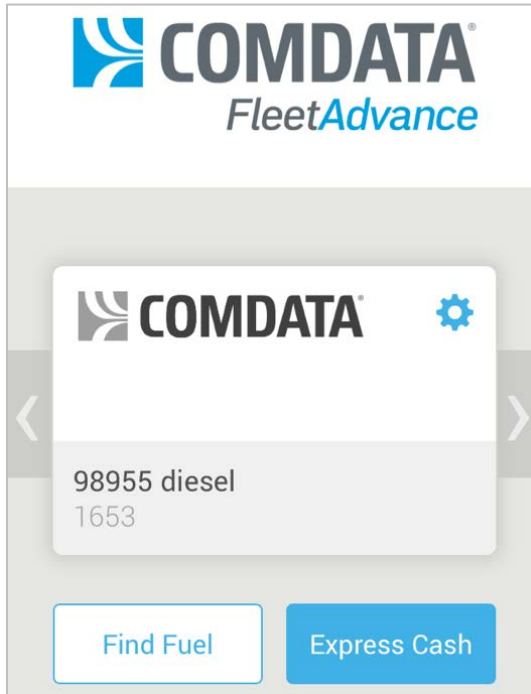 COMDATA®
FleetAdvance
COMDATA®
98955 diesel
1653
Find Fuel
Express Cash